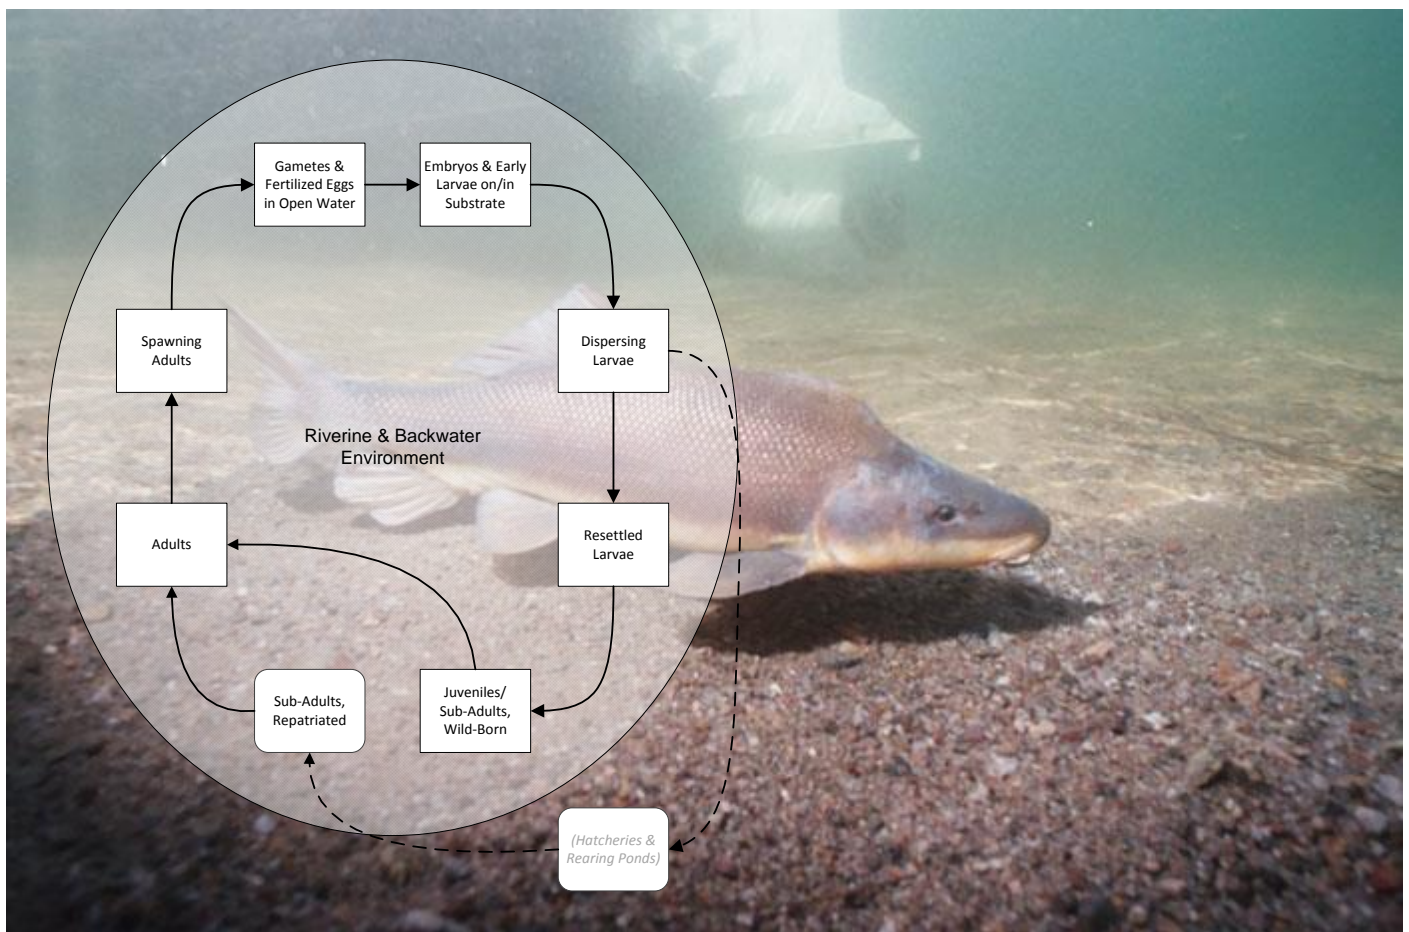 Gametes &
Fertilized Eggs
in Open Water
Embryos & Early
Larvae on/in
Substrate
Spawning
Adults
Dispersing
Larvae
Riverine & Backwater
Environment
Adults
Resettled
Larvae
Sub-Adults,
Repatriated
Juveniles/
Sub-Adults,
Wild-Born
(Hatcheries &
Rearing Ponds)